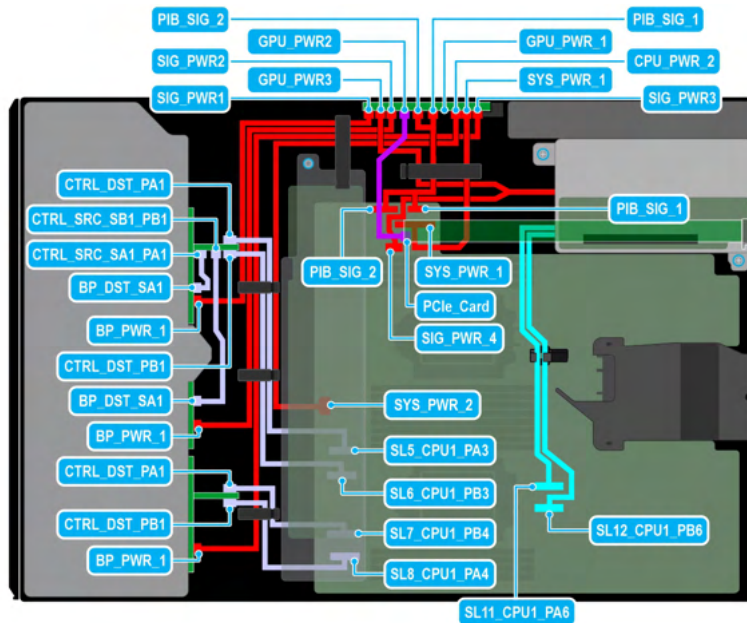 PIB_SIG_2
PIB_SIG_1
GPU_PWR2
GPU_PWR_1
SIG_PWR2
CPU_PWR_2
GPU_PWR3
SYS_PWR_1
SIG_PWR1
SIG_PWR3
CTRL_DST_PA1
CTRL_SRC_SB1_PB1
PIB_SIG_1
CTRL_SRC_SA1_PA1
PIB_SIG_2
SYS_PWR_1
BP_DST_SA1
PCIe_Card
BP_PWR_1
SIG_PWR_4
CTRL_DST_PB1
BP_DST_SA1
SYS_PWR_2
BP_PWR_1
SL5_CPU1_PA3
CTRL_DST_PA1
SL6_CPU1_PB3
CTRL_DST_PB1
SL7_CPU1_PB4
SL12_CPU1_PB6
BP_PWR_1
SL8_CPU1_PA4
SL11_CPU1_PA6